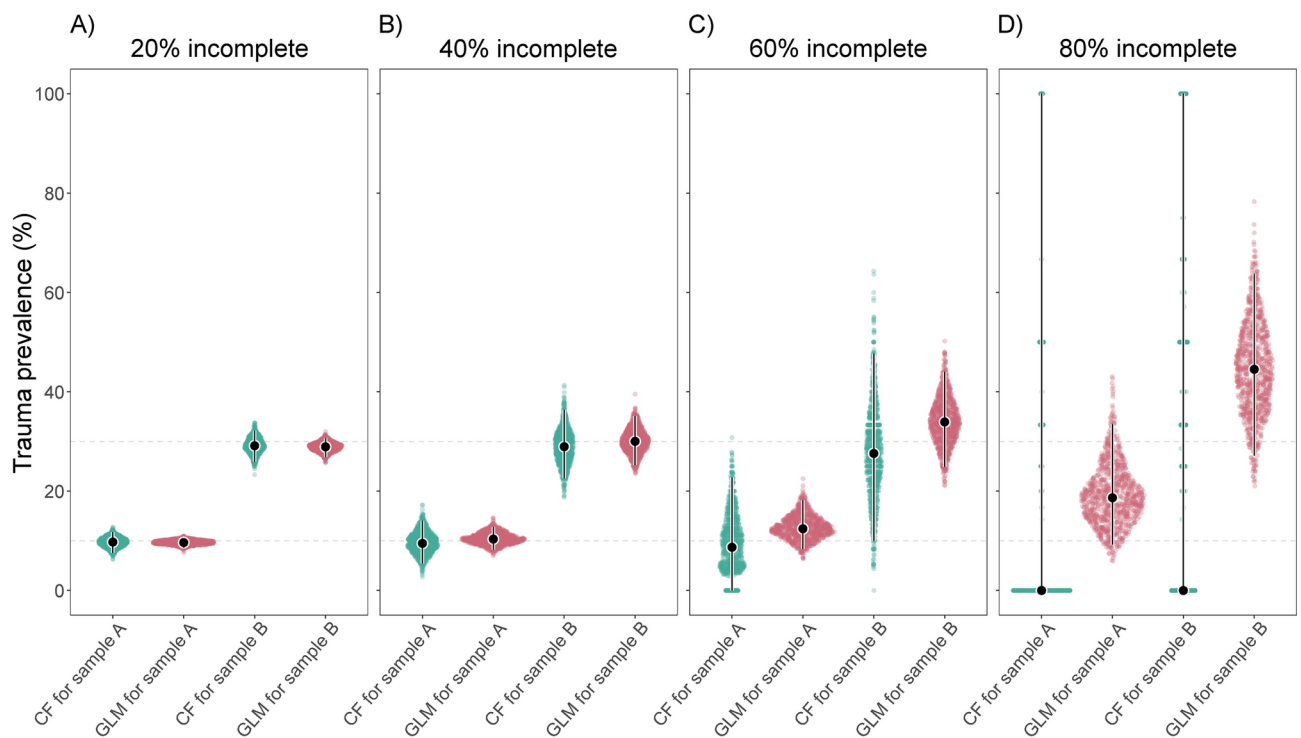 A)
20% incomplete
B)
40% incomplete
C)
60% incomplete
D)
80% incomplete
Trauma prevalence (%)
100
80
60
40
20
0
CF for sample A
GLM for sample A
CF for sample B
GLM for sample B
CF for sample A
GLM for sample A
CF for sample B
GLM for sample B
CF for sample A
GLM for sample A
CF for sample B
GLM for sample B
CF for sample A
GLM for sample A
CF for sample B
GLM for sample B